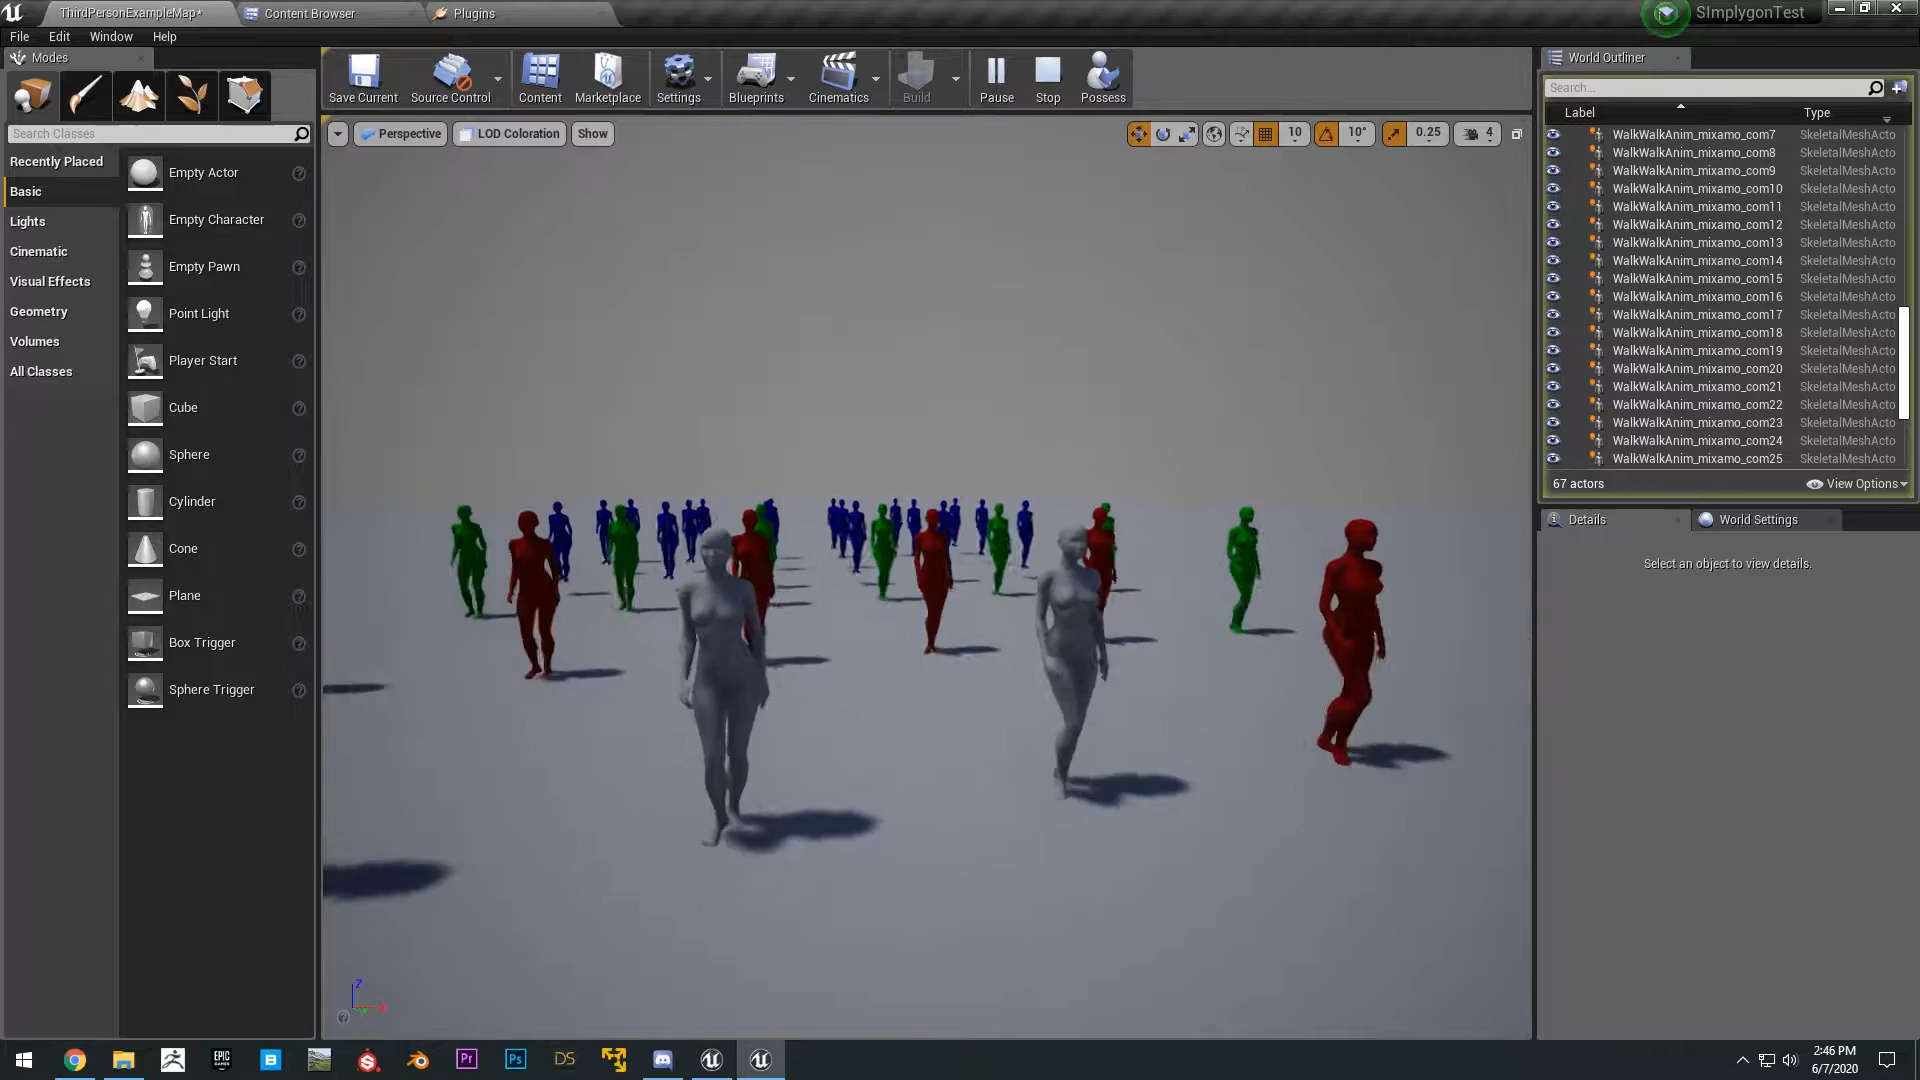 ThirdPersonExampleMap*
Content Browser
Plugins
SImplygonTest
File
Edit
Window
Help
Modes
Save Current
Source Control
Content
Marketplace
Settings
Blueprints
Cinematics
Build
Pause
Stop
Possess
World Outliner
Search...
Label
Type
Search Classes
Perspective
LOD Coloration
Show
10
10°
0.25
4
Recently Placed
Basic
Lights
Cinematic
Visual Effects
Geometry
Volumes
All Classes
Empty Actor
Empty Character
Empty Pawn
Point Light
Player Start
Cube
Sphere
Cylinder
Cone
Plane
Box Trigger
Sphere Trigger
WalkWalkAnim_mixamo_com7 SkeletalMeshActo
WalkWalkAnim_mixamo_com8 SkeletalMeshActo
WalkWalkAnim_mixamo_com9 SkeletalMeshActo
WalkWalkAnim_mixamo_com10 SkeletalMeshActo
WalkWalkAnim_mixamo_com11 SkeletalMeshActo
WalkWalkAnim_mixamo_com12 SkeletalMeshActo
WalkWalkAnim_mixamo_com13 SkeletalMeshActo
WalkWalkAnim_mixamo_com14 SkeletalMeshActo
WalkWalkAnim_mixamo_com15 SkeletalMeshActo
WalkWalkAnim_mixamo_com16 SkeletalMeshActo
WalkWalkAnim_mixamo_com17 SkeletalMeshActo
WalkWalkAnim_mixamo_com18 SkeletalMeshActo
WalkWalkAnim_mixamo_com19 SkeletalMeshActo
WalkWalkAnim_mixamo_com20 SkeletalMeshActo
WalkWalkAnim_mixamo_com21 SkeletalMeshActo
WalkWalkAnim_mixamo_com22 SkeletalMeshActo
WalkWalkAnim_mixamo_com23 SkeletalMeshActo
WalkWalkAnim_mixamo_com24 SkeletalMeshActo
WalkWalkAnim_mixamo_com25 SkeletalMeshActo
67 actors
View Options
Details
World Settings
Select an object to view details.
Z
EPIC
GAMES
B
Pr
Ps
DS
2:46 PM
6/7/2020